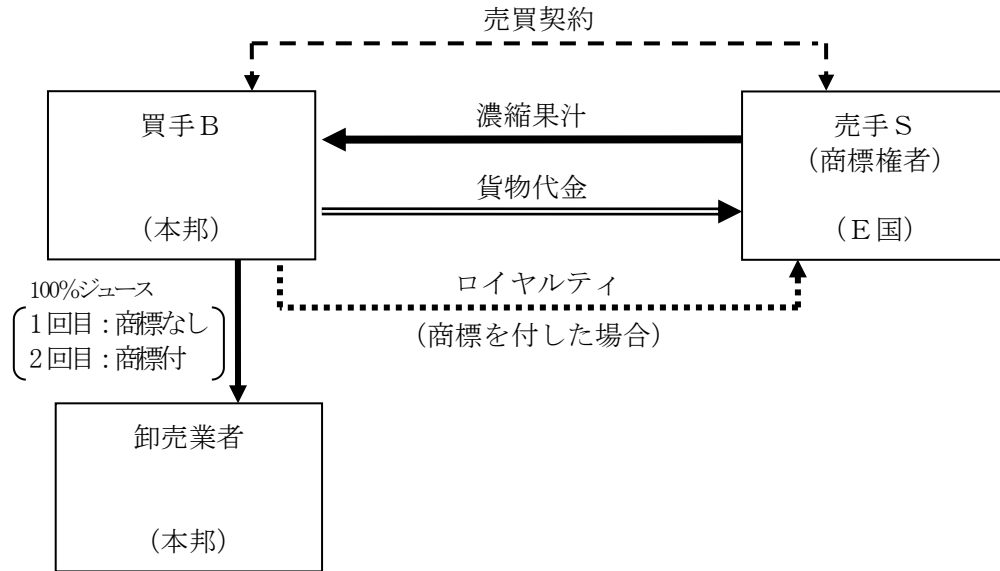 売買契約
買手Ｂ
（本邦）
濃縮果汁
貨物代金
売手Ｓ
（商標権者）
（Ｅ国）
ロイヤルティ
（商標を付した場合）
100%ジュース
１回目：商標なし
２回目：商標付
卸売業者
（本邦）